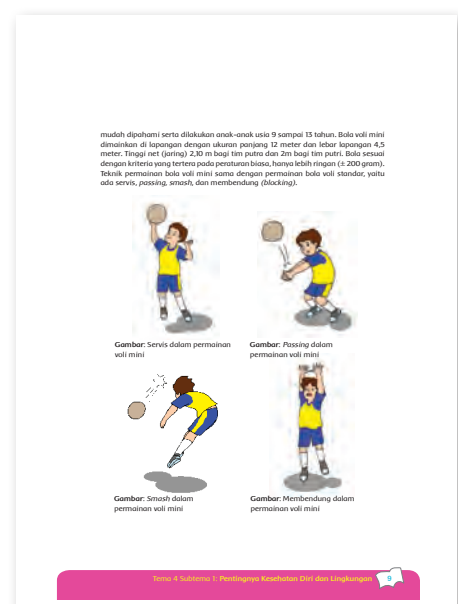 mudah dipahami serta dilakukan anak-anak usia 9 sampai 13 tahun. Bola voli mini
dimainkan di lapangan dengan ukuran panjang 12 meter dan lebar lapangan 4,5
meter. Tinggi net (jaring) 2,10 m bagi tim putra dan 2m bagi tim putri. Bola sesuai
dengan kriteria yang tertera pada peraturan biasa, hanya lebih ringan (± 200 gram).
Teknik permainan bola voli mini sama dengan permainan bola voli standar, yaitu
ada servis, passing, smash, dan membendung (blocking).
Gambar: Servis dalam permainan
voli mini
Gambar: Passing dalam
permainan voli mini
Gambar: Smash dalam
permainan voli mini
Gambar: Membendung dalam
permainan voli mini
Tema 4 Subtema 1: Pentingnya Kesehatan Diri dan Lingkungan 9